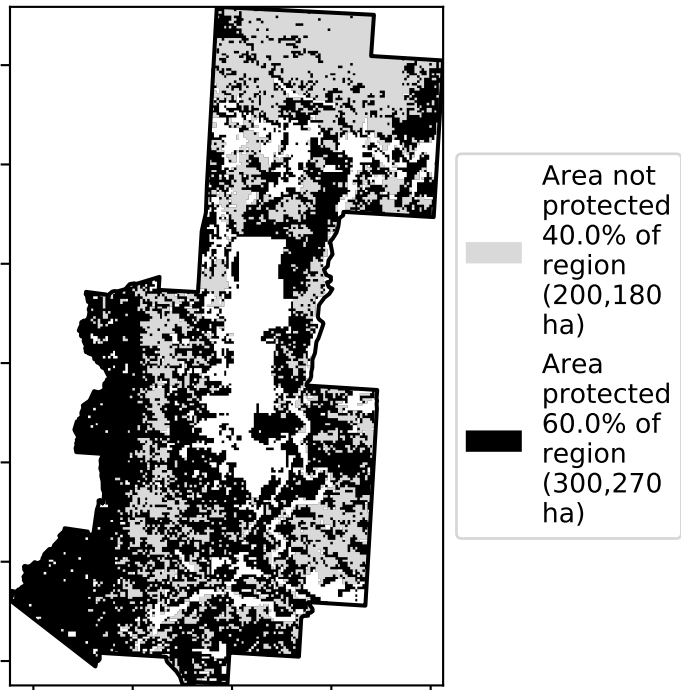 Area not
protected
40.0% of
region
(200,180
ha)
Area
protected
60.0% of
region
(300,270
ha)